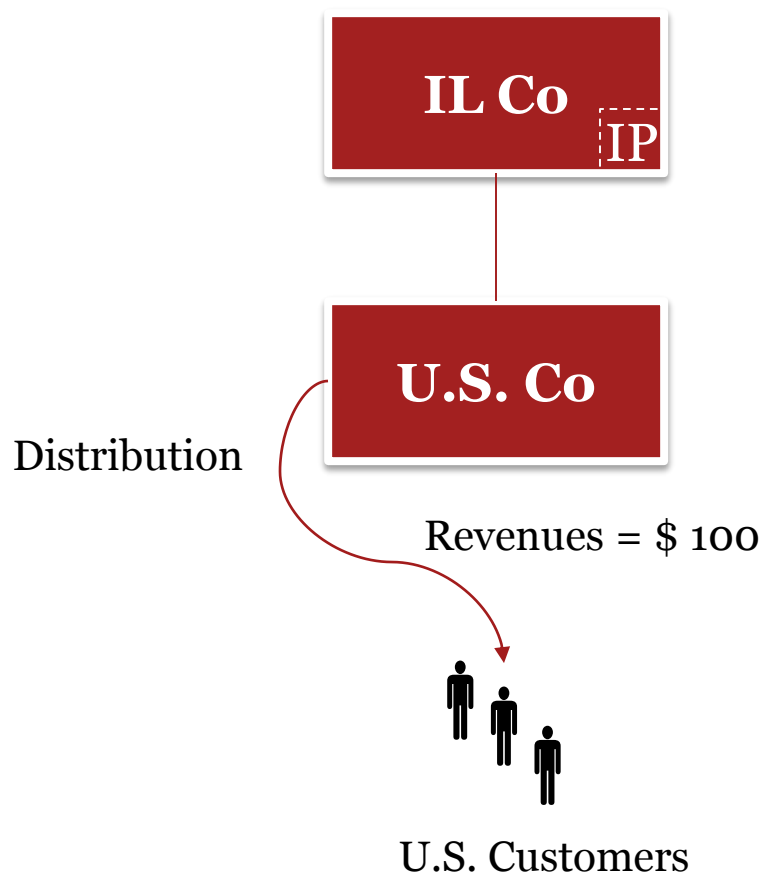 IL Co
IP
U.S. Co
Distribution
Revenues = $ 100
U.S. Customers